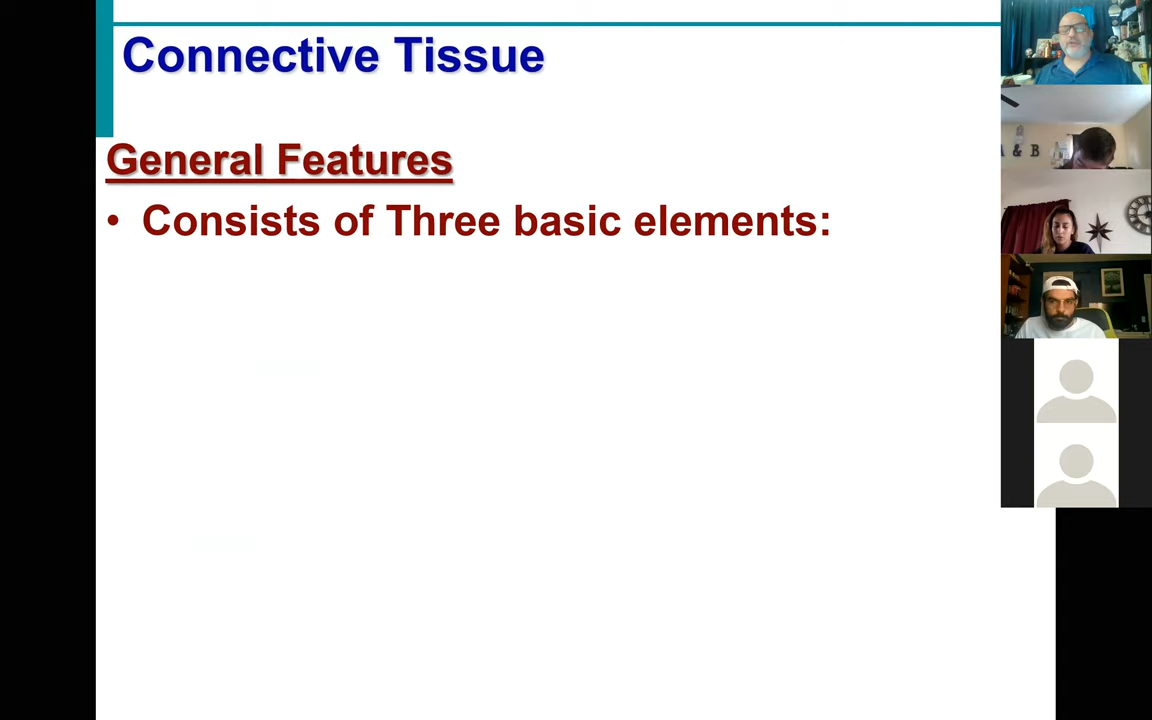 Connective Tissue
General Features
• Consists of Three basic elements:
A & B